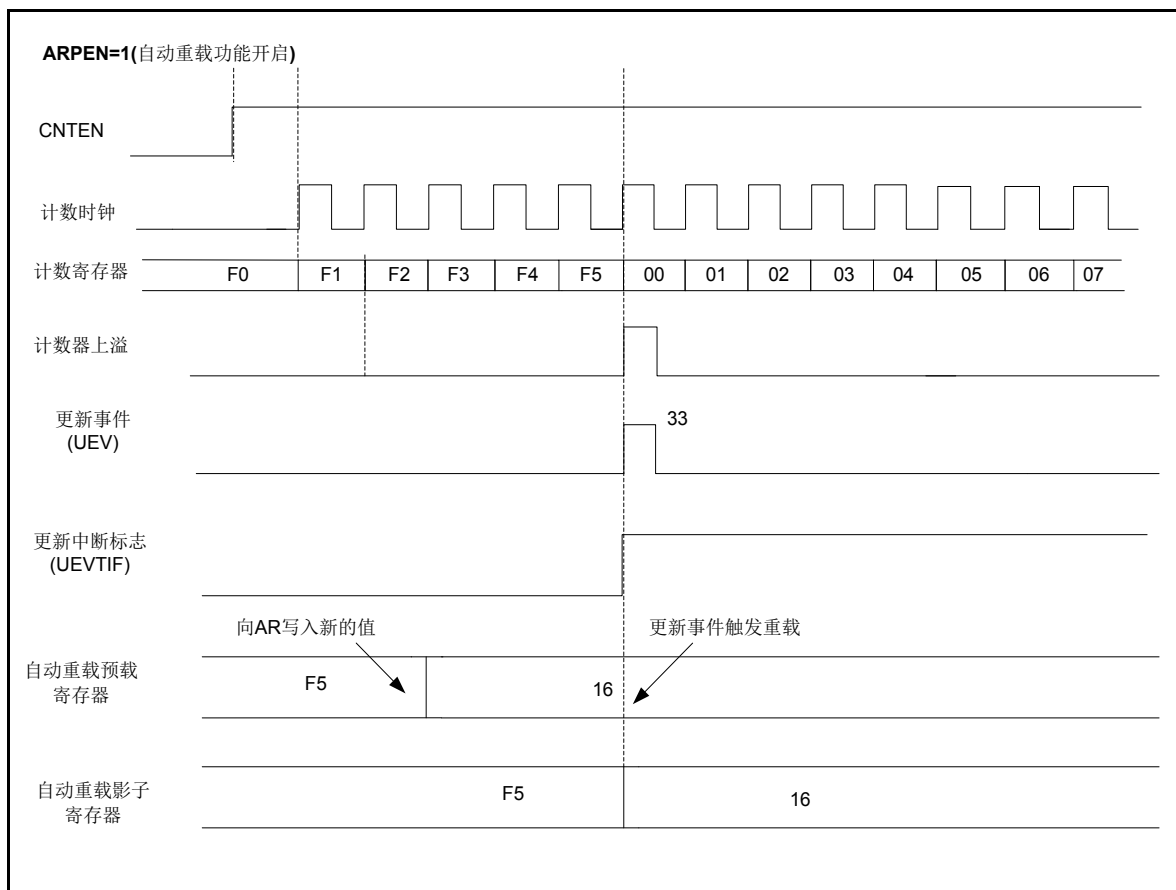 ARPEN=1(自动重载功能开启)
CNTEN
计数时钟
计数寄存器 F0 F1 F2 F3 F4 F5 00 01 02 03 04 05 06 07
计数器上溢
更新事件
(UEV)
33
更新中断标志
(UEVTIF)
向AR写入新的值 更新事件触发重载
自动重载预载
寄存器
F5 16
自动重载影子
寄存器
F5 16